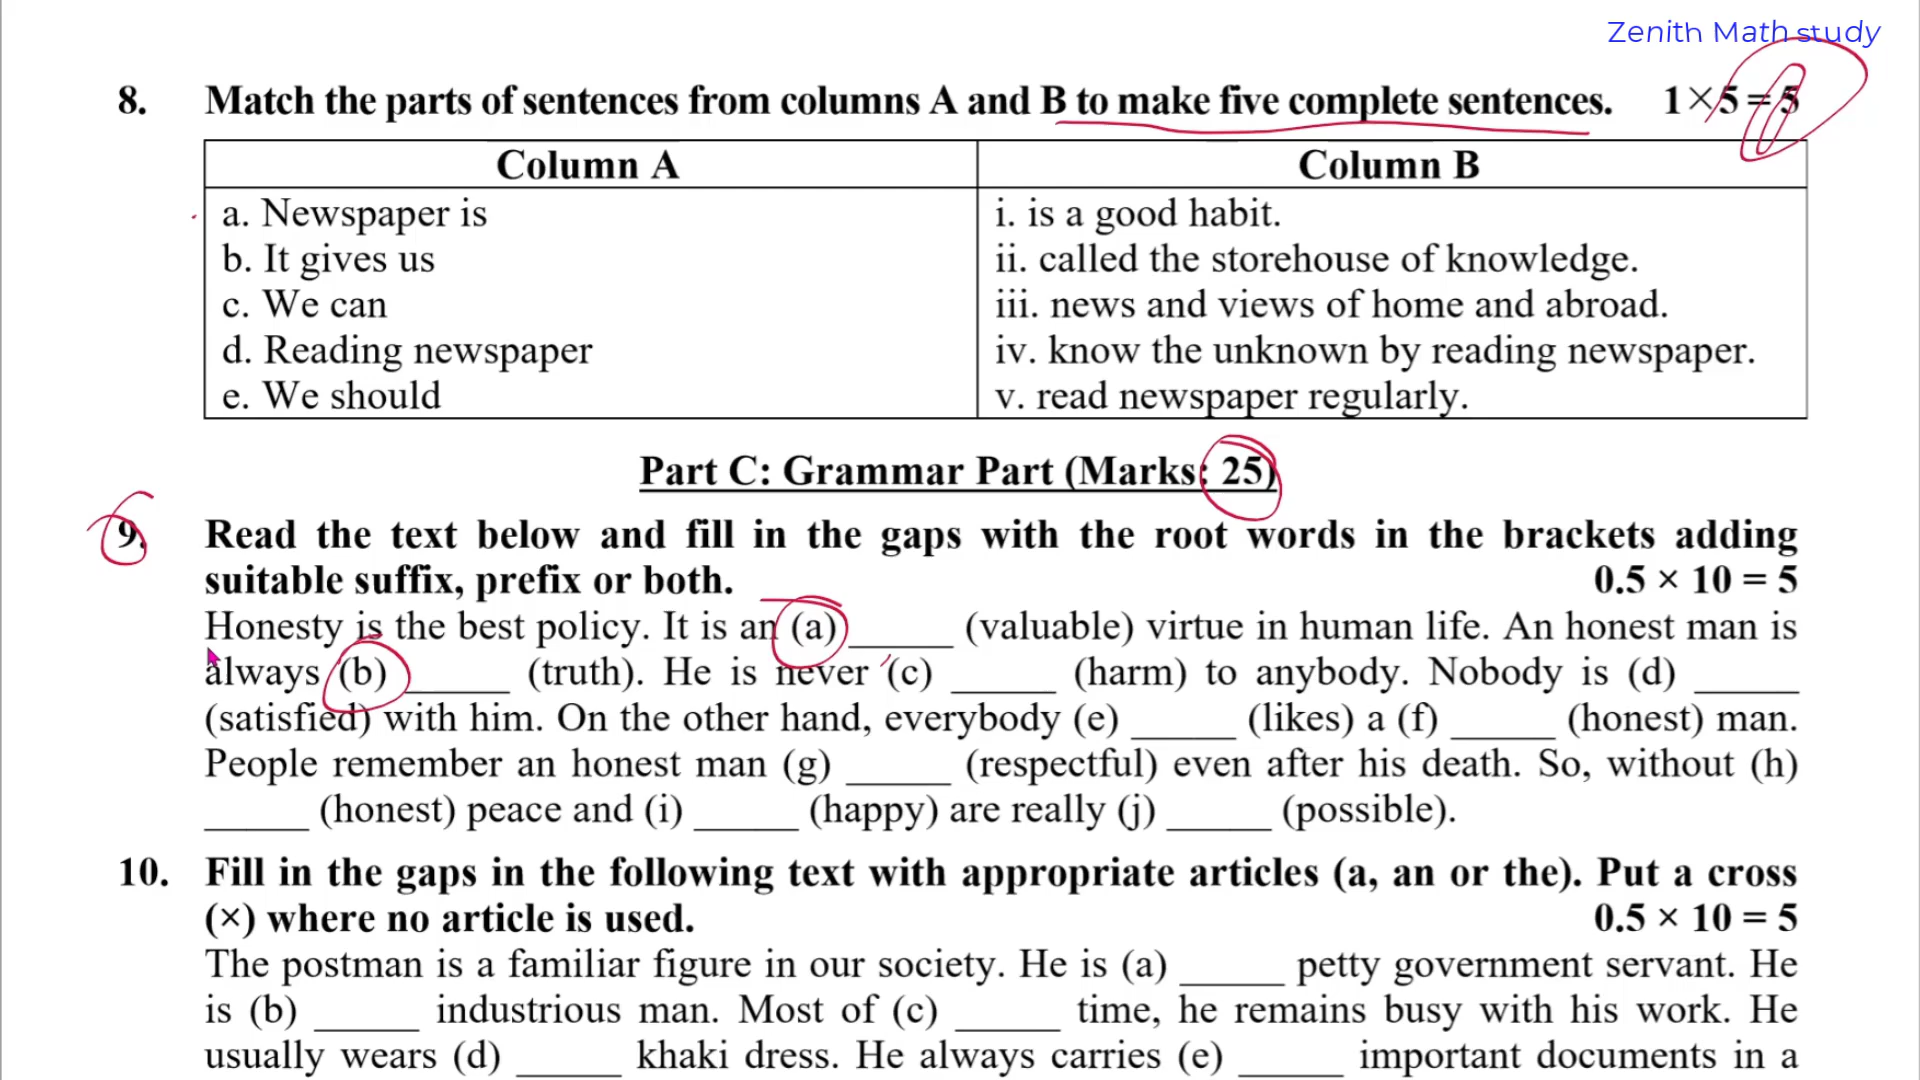 Zenith Math study
8. Match the parts of sentences from columns A and B to make five complete sentences. 1×5=5
Column A Column B
a. Newspaper is i. is a good habit.
b. It gives us ii. called the storehouse of knowledge.
c. We can iii. news and views of home and abroad.
d. Reading newspaper iv. know the unknown by reading newspaper.
e. We should v. read newspaper regularly.
Part C: Grammar Part (Marks: 25)
9. Read the text below and fill in the gaps with the root words in the brackets adding
suitable suffix, prefix or both. 0.5 × 10 = 5
Honesty is the best policy. It is an (a) _____ (valuable) virtue in human life. An honest man is
always (b) _____ (truth). He is never (c) _____ (harm) to anybody. Nobody is (d) _____
(satisfied) with him. On the other hand, everybody (e) _____ (likes) a (f) _____ (honest) man.
People remember an honest man (g) _____ (respectful) even after his death. So, without (h)
_____ (honest) peace and (i) _____ (happy) are really (j) _____ (possible).
10. Fill in the gaps in the following text with appropriate articles (a, an or the). Put a cross
(×) where no article is used. 0.5 × 10 = 5
The postman is a familiar figure in our society. He is (a) _____ petty government servant. He
is (b) _____ industrious man. Most of (c) _____ time, he remains busy with his work. He
usually wears (d) _____ khaki dress. He always carries (e) _____ important documents in a